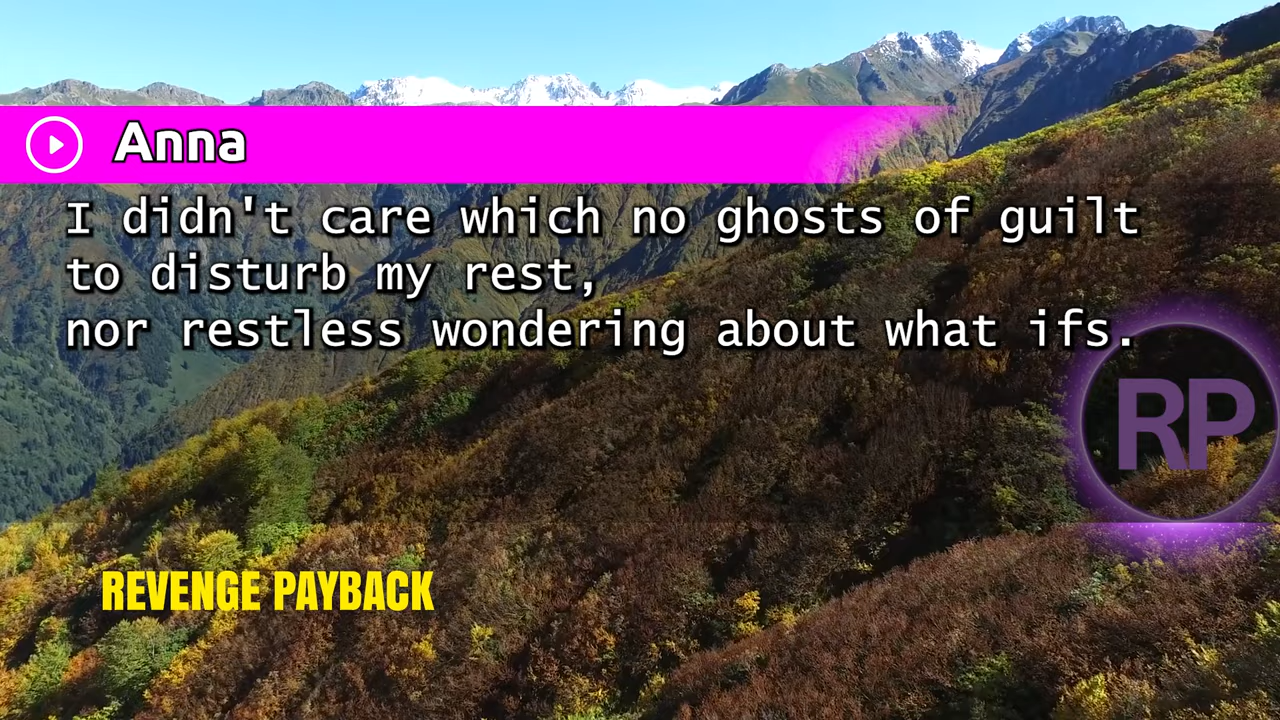 Anna
I didn't care which no ghosts of guilt
to disturb my rest,
nor restless wondering about what ifs.
RP
REVENGE PAYBACK